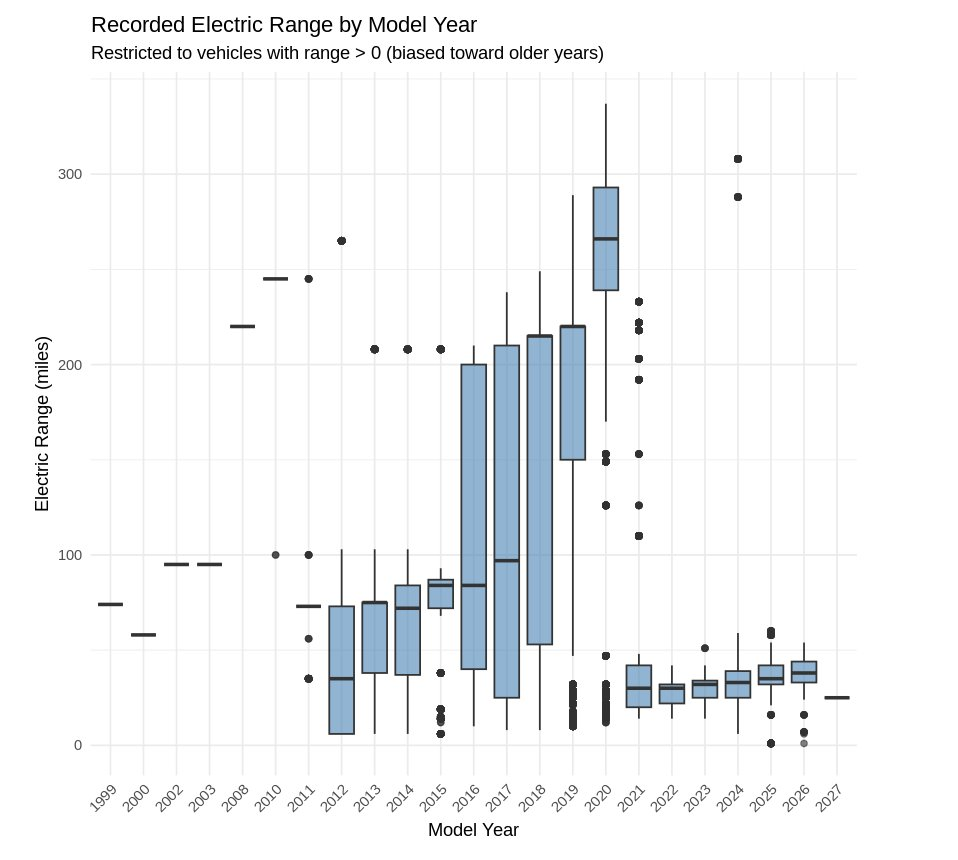 Recorded Electric Range by Model Year
Restricted to vehicles with range > 0 (biased toward older years)
Electric Range (miles)
300
200
100
0
1999 2000 2002 2003 2008 2010 2011 2012 2013 2014 2015 2016 2017 2018 2019 2020 2021 2022 2023 2024 2025 2026 2027
Model Year